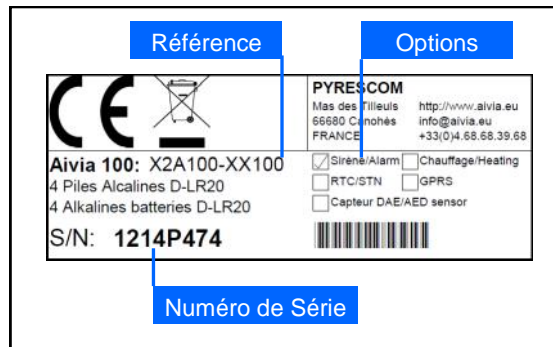 Référence
Options
CE
PYRESCOM
Mas des Tilleuls http://www.aivia.eu
66680 Canohès info@aivia.eu
FRANCE +33(0)4.68.68.39.68
Aivia 100: X2A100-XX100
4 Piles Alcalines D-LR20
4 Alkalines batteries D-LR20
S/N: 1214P474
Sirène/Alarm Chauffage/Heating
RTC/STN GPRS
Capteur DAE/AED sensor
Numéro de Série